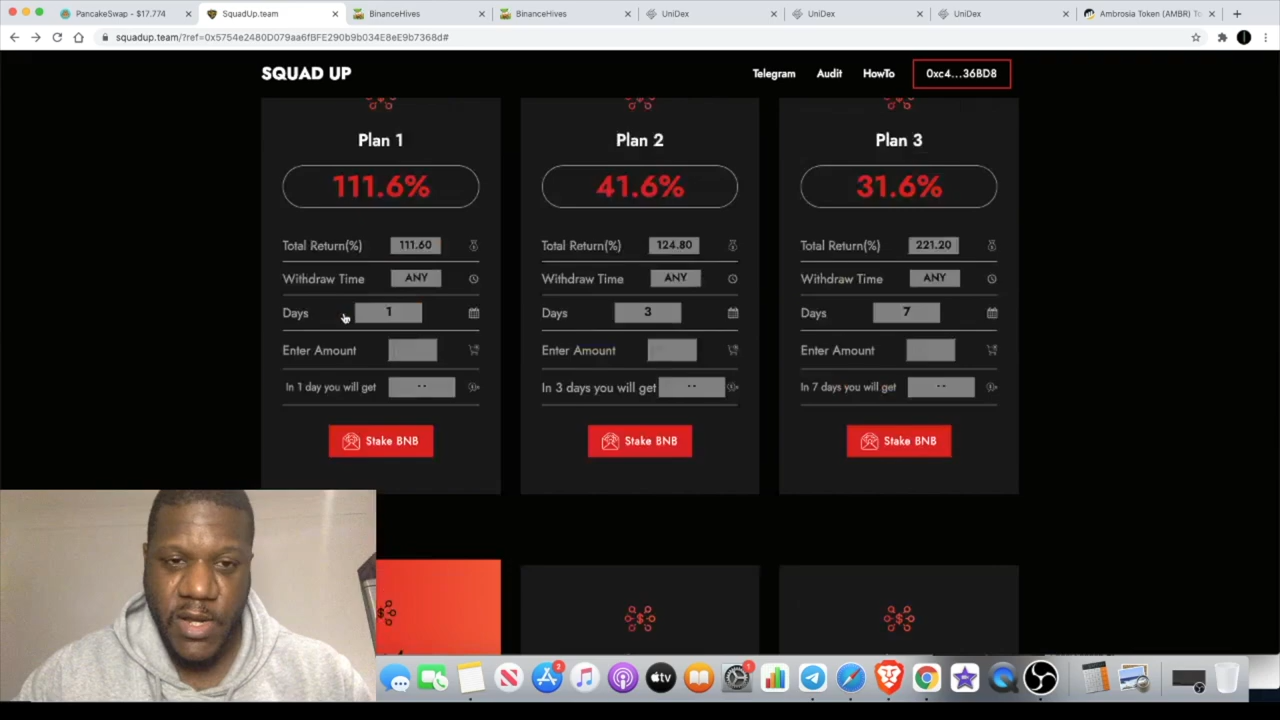 PancakeSwap - $17.774
SquadUp.team
BinanceHives
BinanceHives
UniDex
UniDex
UniDex
Ambrosia Token (AMBR) To
squadup.team/?ref=0x5754e2480D079aa6fBFE290b9b034E8eE9b7368d#
SQUAD UP
Telegram
Audit
HowTo
0xc4...36BD8
Plan 1
111.6%
Total Return(%) 111.60
Withdraw Time ANY
Days 1
Enter Amount
In 1 day you will get --
Stake BNB
Plan 2
41.6%
Total Return(%) 124.80
Withdraw Time ANY
Days 3
Enter Amount
In 3 days you will get --
Stake BNB
Plan 3
31.6%
Total Return(%) 221.20
Withdraw Time ANY
Days 7
Enter Amount
In 7 days you will get --
Stake BNB
tv